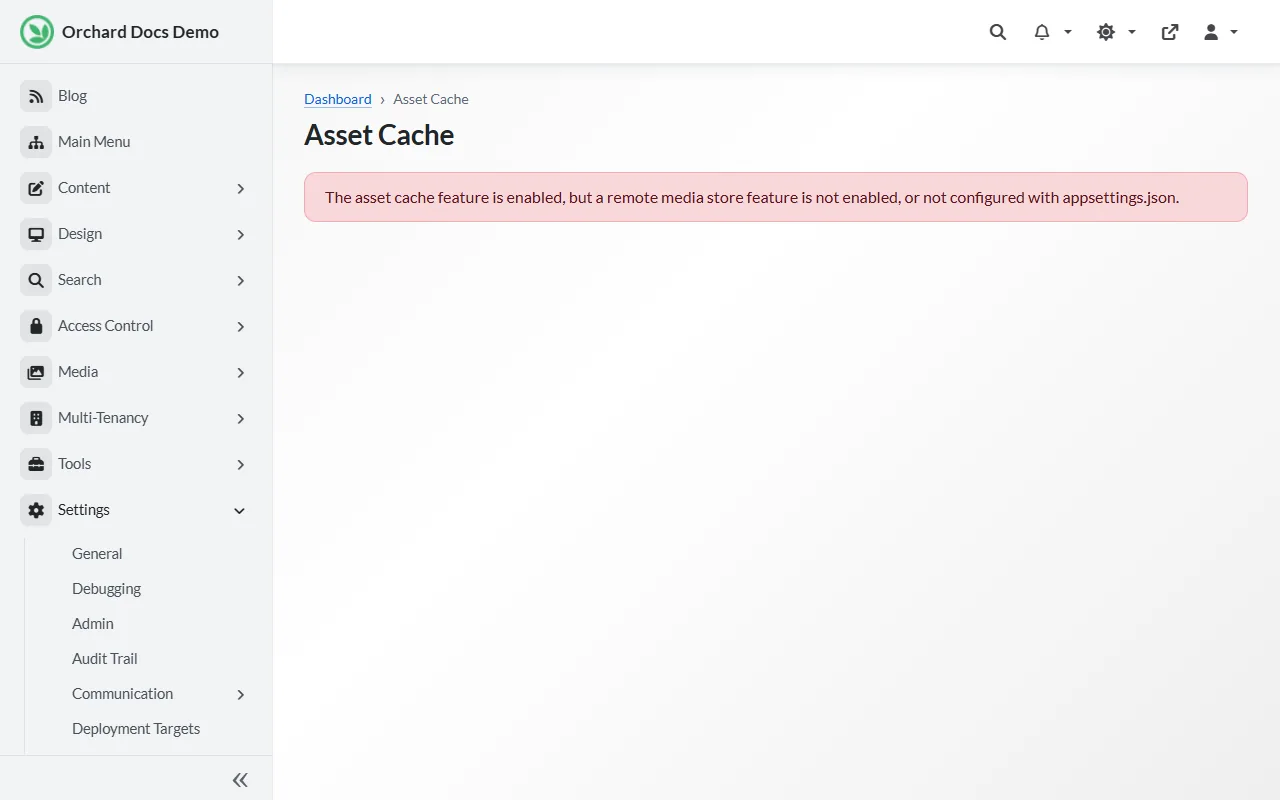 Orchard Docs Demo
Blog
Main Menu
Content
Design
Search
Access Control
Media
Multi-Tenancy
Tools
Settings
General
Debugging
Admin
Audit Trail
Communication
Deployment Targets
Dashboard › Asset Cache
Asset Cache
The asset cache feature is enabled, but a remote media store feature is not enabled, or not configured with appsettings.json.